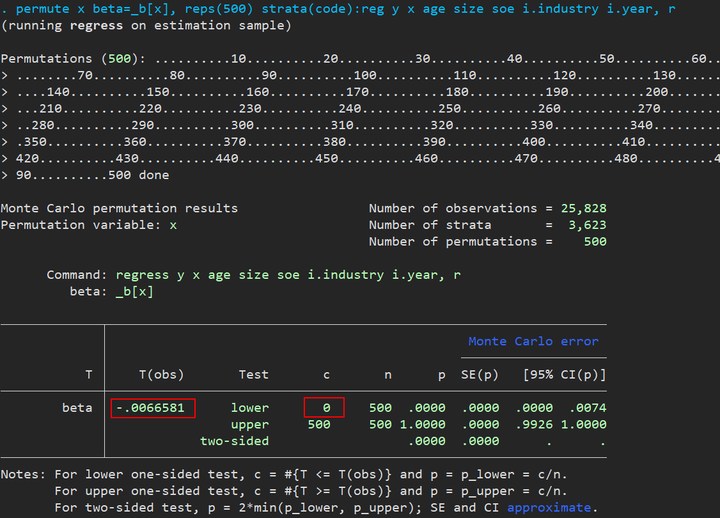 . permute x beta=_b[x], reps(500) strata(code):reg y x age size soe i.industry i.year, r
(running regress on estimation sample)
Permutations (500): .........10.........20.........30.........40.........50.........60..
> .......70.........80.........90.........100.........110.........120.........130.....
> ....140.........150.........160.........170.........180.........190.........200.....
> ....210.........220.........230.........240.........250.........260.........270.....
> ..280.........290.........300.........310.........320.........330.........340.......
> .350.........360.........370.........380.........390.........400.........410........
> 420.........430.........440.........450.........460.........470.........480.........4
> 90.........500 done
Monte Carlo permutation results Number of observations = 25,828
Permutation variable: x Number of strata = 3,623
Number of permutations = 500
Command: regress y x age size soe i.industry i.year, r
beta: _b[x]
Monte Carlo error
T T(obs) Test c n p SE(p) [95% CI(p)]
beta -.0066581 lower 0 500 .0000 .0000 .0000 .0074
upper 500 500 1.0000 .0000 .9926 1.0000
two-sided .0000 .0000 . .
Notes: For lower one-sided test, c = #{T <= T(obs)} and p = p_lower = c/n.
For upper one-sided test, c = #{T >= T(obs)} and p = p_upper = c/n.
For two-sided test, p = 2*min(p_lower, p_upper); SE and CI approximate.